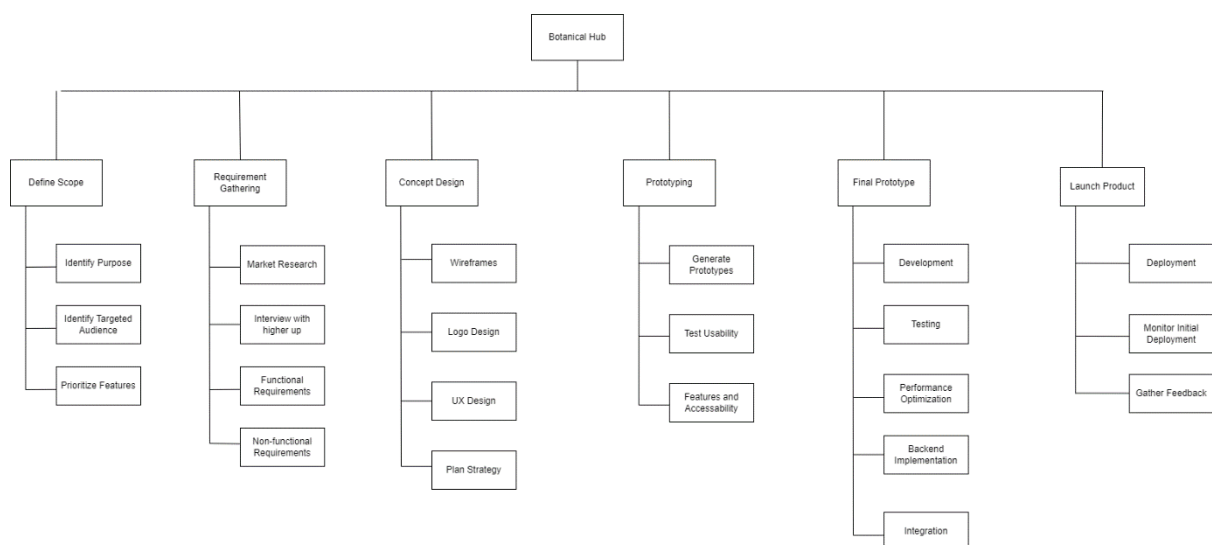 Botanical Hub
Define Scope
Requirement
Gathering
Concept Design
Prototyping
Final Prototype
Launch Product
Identify Purpose
Identify Targeted
Audience
Prioritize Features
Market Research
Interview with
higher up
Functional
Requirements
Non-functional
Requirements
Wireframes
Logo Design
UX Design
Plan Strategy
Generate
Prototypes
Test Usability
Features and
Accessability
Development
Testing
Performance
Optimization
Backend
Implementation
Integration
Deployment
Monitor Initial
Deployment
Gather Feedback